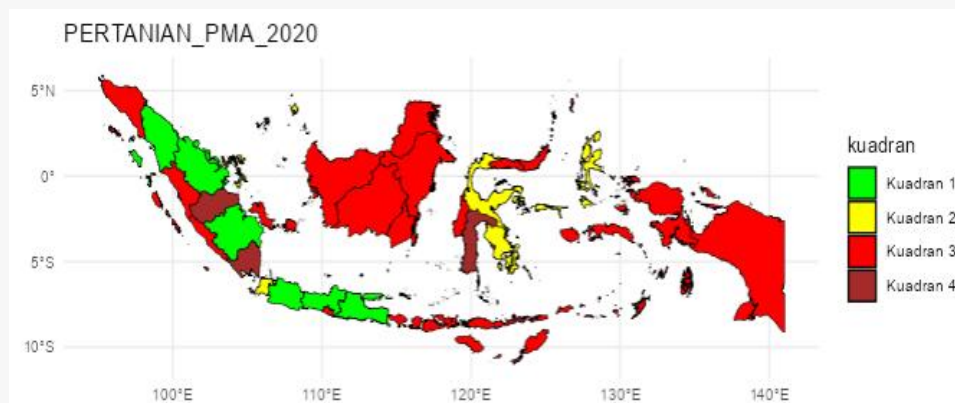 PERTANIAN_PMA_2020
5°N
0°
5°S
10°S
100°E
110°E
120°E
130°E
140°E
kuadran
Kuadran 1
Kuadran 2
Kuadran 3
Kuadran 4